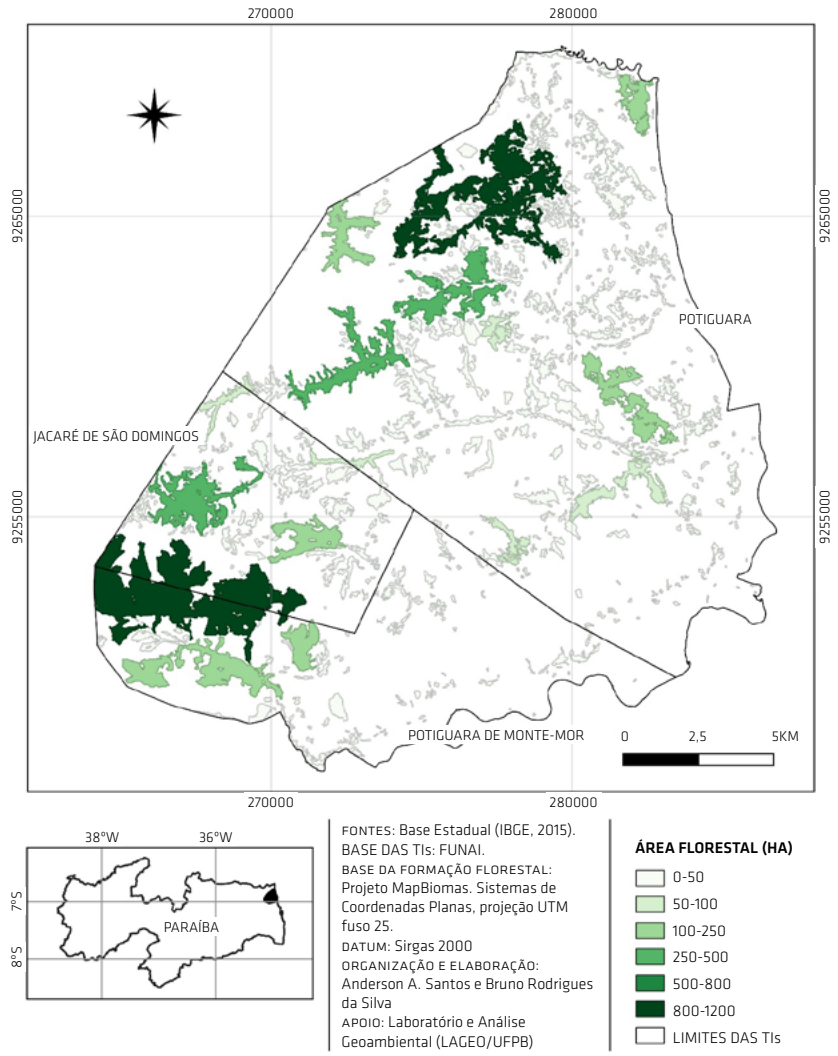 270000
280000
9265000
9265000
POTIGUARA
JACARÉ DE SÃO DOMINGOS
9255000
9255000
POTIGUARA DE MONTE-MOR
0 2,5 5KM
270000
280000
38°W
36°W
7°S
8°S
PARAÍBA
FONTES: Base Estadual (IBGE, 2015).
BASE DAS TIs: FUNAI.
BASE DA FORMAÇÃO FLORESTAL:
Projeto MapBiomas. Sistemas de
Coordenadas Planas, projeção UTM
fuso 25.
DATUM: Sirgas 2000
ORGANIZAÇÃO E ELABORAÇÃO:
Anderson A. Santos e Bruno Rodrigues
da Silva
APOIO: Laboratório e Análise
Geoambiental (LAGEO/UFPB)
ÁREA FLORESTAL (HA)
0-50
50-100
100-250
250-500
500-800
800-1200
LIMITES DAS TIs